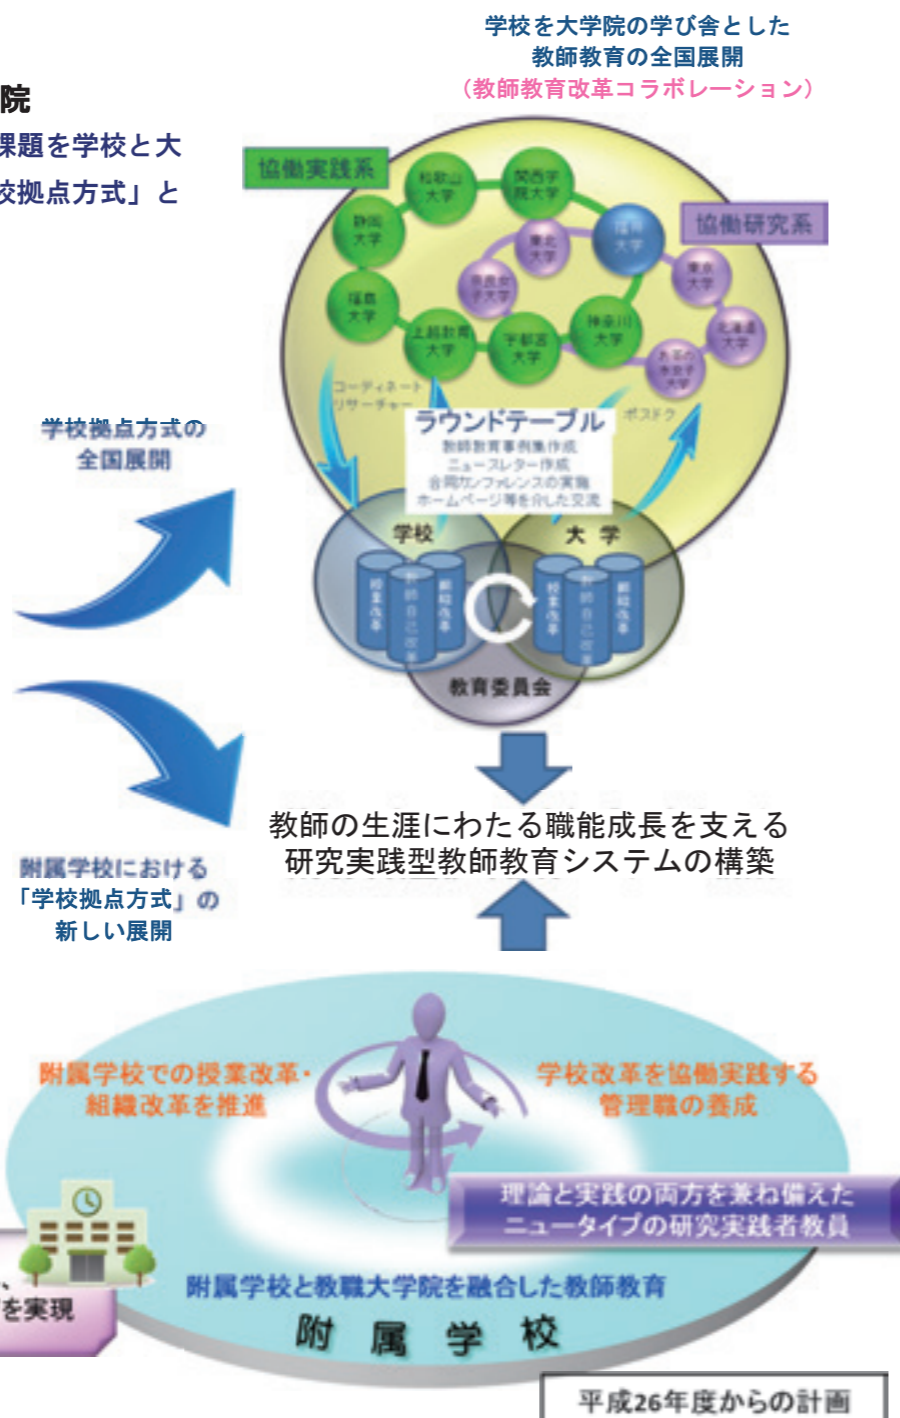 学校を大学院の学び舎とした
教師教育の全国展開
（教師教育改革コラボレーション）
院
課題を学校と大
校拠点方式」と
協働実践系
協働研究系
和歌山
大学
関西学
院大学
静岡
大学
東北
大学
福井
大学
東京
大学
奈良女
子大学
福島
大学
上越教育
大学
宇都宮
大学
神奈川
大学
北海道
大学
お茶の
水女子
大学
コーディネート
リサーチャー
ポスドク
ラウンドテーブル
教師教育事例集作成
ニュースレター作成
合同カンファレンスの実施
ホームページ等を介した交流
学校拠点方式の
全国展開
学校
大 学
授業改革
教師自己改革
組織改革
授業改革
教師自己改革
組織改革
教育委員会
教師の生涯にわたる職能成長を支える
研究実践型教師教育システムの構築
附属学校における
「学校拠点方式」の
新しい展開
附属学校での授業改革・
組織改革を推進
学校改革を協働実践する
管理職の養成
理論と実践の両方を兼ね備えた
ニュータイプの研究実践者教員
、
を実現
附属学校と教職大学院を融合した教師教育
附 属 学 校
平成26年度からの計画